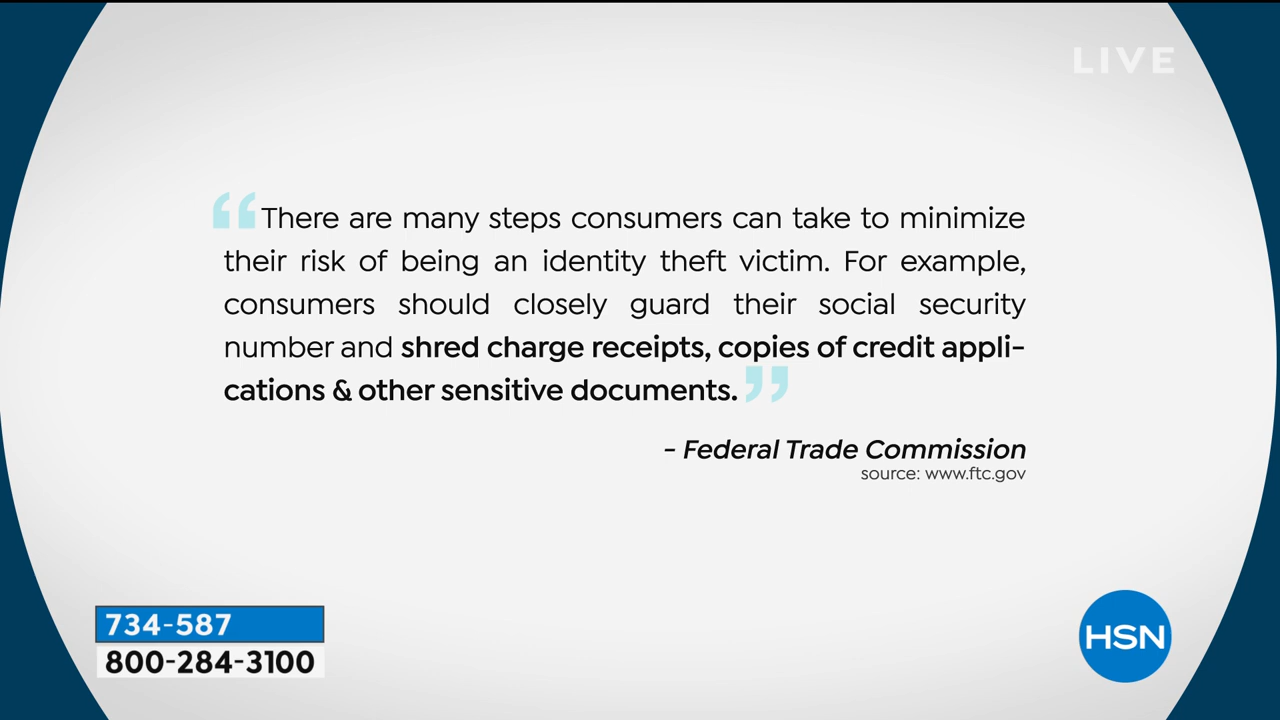 LIVE
“There are many steps consumers can take to minimize
their risk of being an identity theft victim. For example,
consumers should closely guard their social security
number and shred charge receipts, copies of credit appli-
cations & other sensitive documents.”
- Federal Trade Commission
source: www.ftc.gov
734-587
800-284-3100
HSN